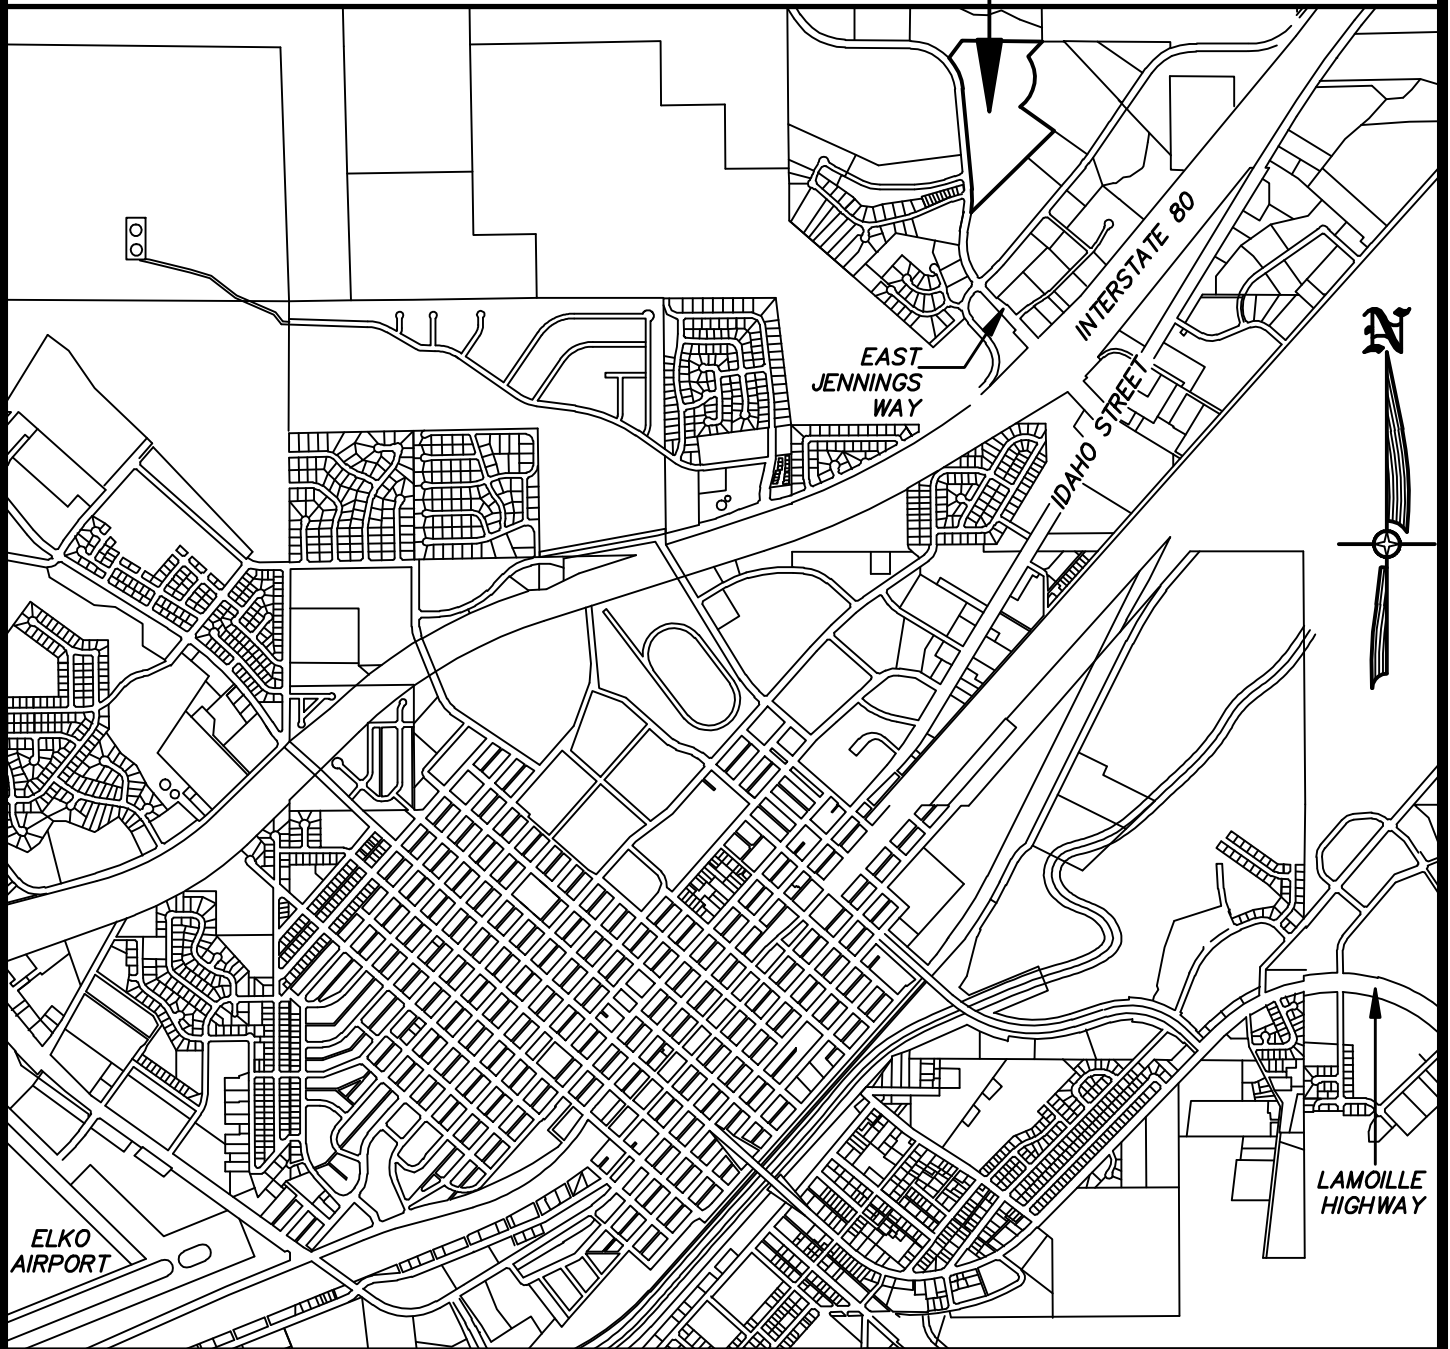 INTERSTATE 80
N
EAST
JENNINGS
WAY
IDAHO STREET
LAMOILLE
HIGHWAY
ELKO
AIRPORT